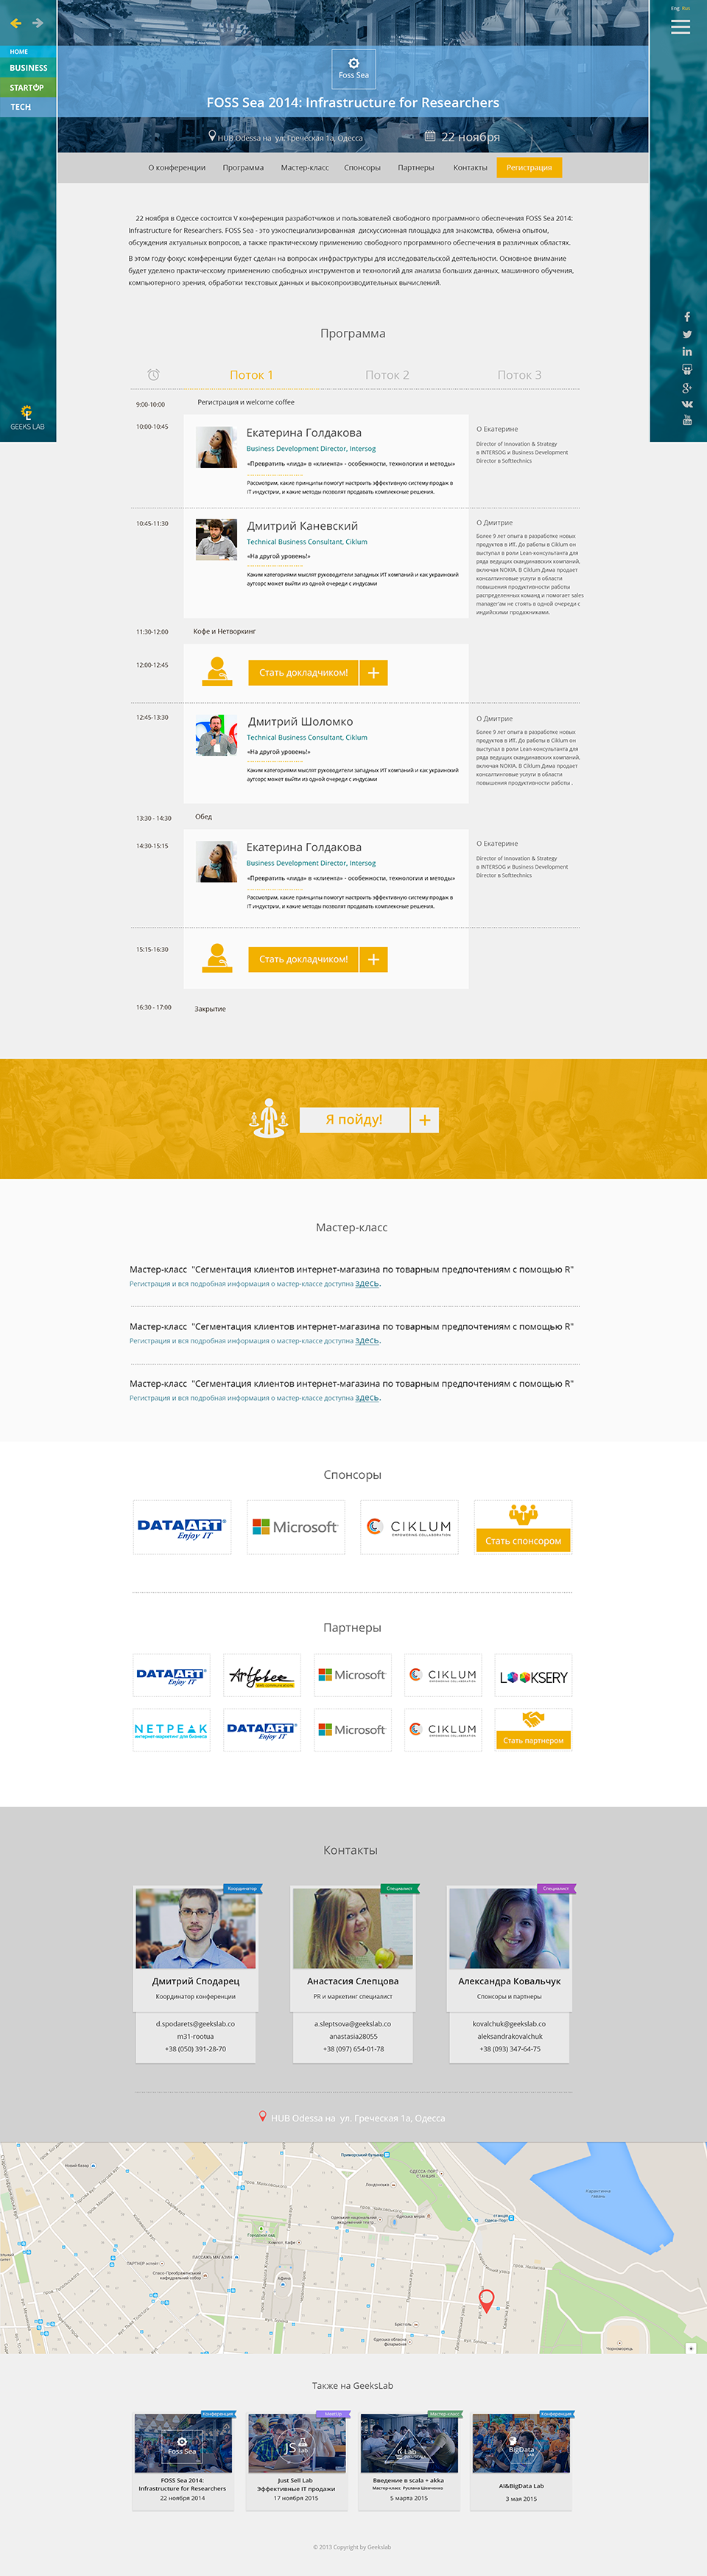 Eng Rus
HOME
BUSINESS
STARTUP
TECH
Foss Sea
FOSS Sea 2014: Infrastructure for Researchers
HUB Odessa на ул. Греческая 1а, Одесса
22 ноября
О конференции Программа Мастер-класс Спонсоры Партнеры Контакты Регистрация
22 ноября в Одессе состоится V конференция разработчиков и пользователей свободного программного обеспечения FOSS Sea 2014:
Infrastructure for Researchers. FOSS Sea - это узкоспециализированная дискуссионная площадка для знакомства, обмена опытом,
обсуждения актуальных вопросов, а также практическому применению свободного программного обеспечения в различных областях.
В этом году фокус конференции будет сделан на вопросах инфраструктуры для исследовательской деятельности. Основное внимание
будет уделено практическому применению свободных инструментов и технологий для анализа больших данных, машинного обучения,
компьютерного зрения, обработки текстовых данных и высокопроизводительных вычислений.
GEEKS LAB
Программа
Поток 1 Поток 2 Поток 3
9:00-10:00 Регистрация и welcome coffee
10:00-10:45
Екатерина Голдакова
Business Development Director, Intersog
«Превратить «лида» в «клиента» - особенности, технологии и методы»
Рассмотрим, какие принципы помогут настроить эффективную систему продаж в
IT индустрии, и какие методы позволят продавать комплексные решения.
О Екатерине
Director of Innovation & Strategy
в INTERSOG и Business Development
Director в Softtechnics
10:45-11:30
Дмитрий Каневский
Technical Business Consultant, Ciklum
«На другой уровень!»
Каким категориями мыслят руководители западных ИТ компаний и как украинский
аутсорс может выйти из одной очереди с индусами
О Дмитрие
Более 9 лет опыта в разработке новых
продуктов в ИТ. До работы в Ciklum он
выступал в роли Lean-консультанта для
ряда ведущих скандинавских компаний,
включая NOKIA. В Ciklum Дима продает
консалтинговые услуги в области
повышения продуктивности работы
распределенных команд и помогает sales
manager'ам не стоять в одной очереди с
индийскими продажниками.
11:30-12:00 Кофе и Нетворкинг
12:00-12:45 Стать докладчиком! +
12:45-13:30
Дмитрий Шоломко
Technical Business Consultant, Ciklum
«На другой уровень!»
Каким категориями мыслят руководители западных ИТ компаний и как украинский
аутсорс может выйти из одной очереди с индусами
О Дмитрие
Более 9 лет опыта в разработке новых
продуктов в ИТ. До работы в Ciklum он
выступал в роли Lean-консультанта для
ряда ведущих скандинавских компаний,
включая NOKIA. В Ciklum Дима продает
консалтинговые услуги в области
повышения продуктивности работы .
13:30 - 14:30 Обед
14:30-15:15
Екатерина Голдакова
Business Development Director, Intersog
«Превратить «лида» в «клиента» - особенности, технологии и методы»
Рассмотрим, какие принципы помогут настроить эффективную систему продаж в
IT индустрии, и какие методы позволят продавать комплексные решения.
О Екатерине
Director of Innovation & Strategy
в INTERSOG и Business Development
Director в Softtechnics
15:15-16:30 Стать докладчиком! +
16:30 - 17:00 Закрытие
Я пойду! +
Мастер-класс
Мастер-класс "Сегментация клиентов интернет-магазина по товарным предпочтениям с помощью R"
Регистрация и вся подробная информация о мастер-классе доступна здесь.
Мастер-класс "Сегментация клиентов интернет-магазина по товарным предпочтениям с помощью R"
Регистрация и вся подробная информация о мастер-классе доступна здесь.
Мастер-класс "Сегментация клиентов интернет-магазина по товарным предпочтениям с помощью R"
Регистрация и вся подробная информация о мастер-классе доступна здесь.
Спонсоры
DATAART Enjoy IT
Microsoft
CIKLUM EMPOWERING COLLABORATION
Стать спонсором
Партнеры
DATAART Enjoy IT
ArtJoker Web communications
Microsoft
CIKLUM
LOOKSERY
NETPEAK интернет-маркетинг для бизнеса
DATAART Enjoy IT
Microsoft
CIKLUM
Стать партнером
Контакты
Координатор
Дмитрий Сподарец
Координатор конференции
d.spodarets@geekslab.co
m31-rootua
+38 (050) 391-28-70
Специалист
Анастасия Слепцова
PR и маркетинг специалист
a.sleptsova@geekslab.co
anastasia28055
+38 (097) 654-01-78
Специалист
Александра Ковальчук
Спонсоры и партнеры
kovalchuk@geekslab.co
aleksandrakovalchuk
+38 (093) 347-64-75
HUB Odessa на ул. Греческая 1а, Одесса
Также на GeeksLab
Конференция
Foss Sea
FOSS Sea 2014:
Infrastructure for Researchers
22 ноября 2014
Meetup
JS Lab
Just Sell Lab
Эффективные IT продажи
17 ноября 2015
Мастер-класс
Lab
Введение в scala + akka
Мастер-класс Руслана Шевченко
5 марта 2015
Конференция
BigData
AI&BigData Lab
3 мая 2015
© 2013 Copyright by Geekslab